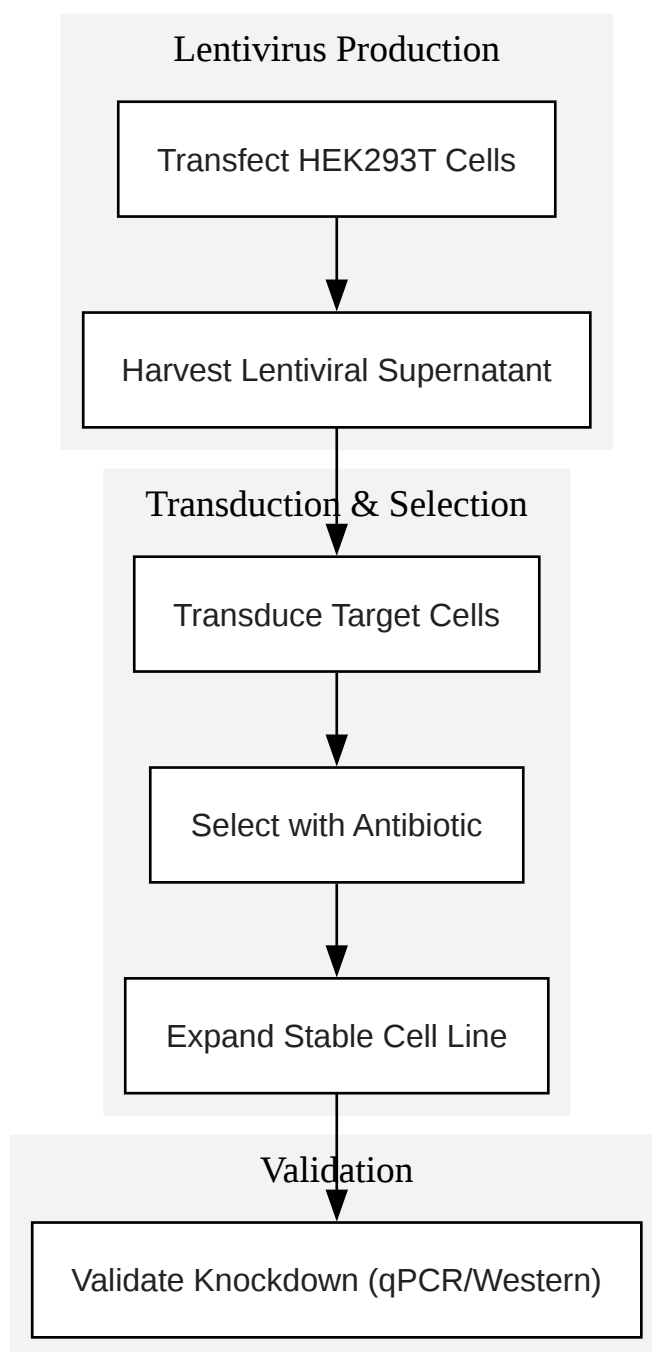 Lentivirus Production
Transfect HEK293T Cells
Harvest Lentiviral Supernatant
Transduction & Selection
Transduce Target Cells
Select with Antibiotic
Expand Stable Cell Line
Validation
Validate Knockdown (qPCR/Western)